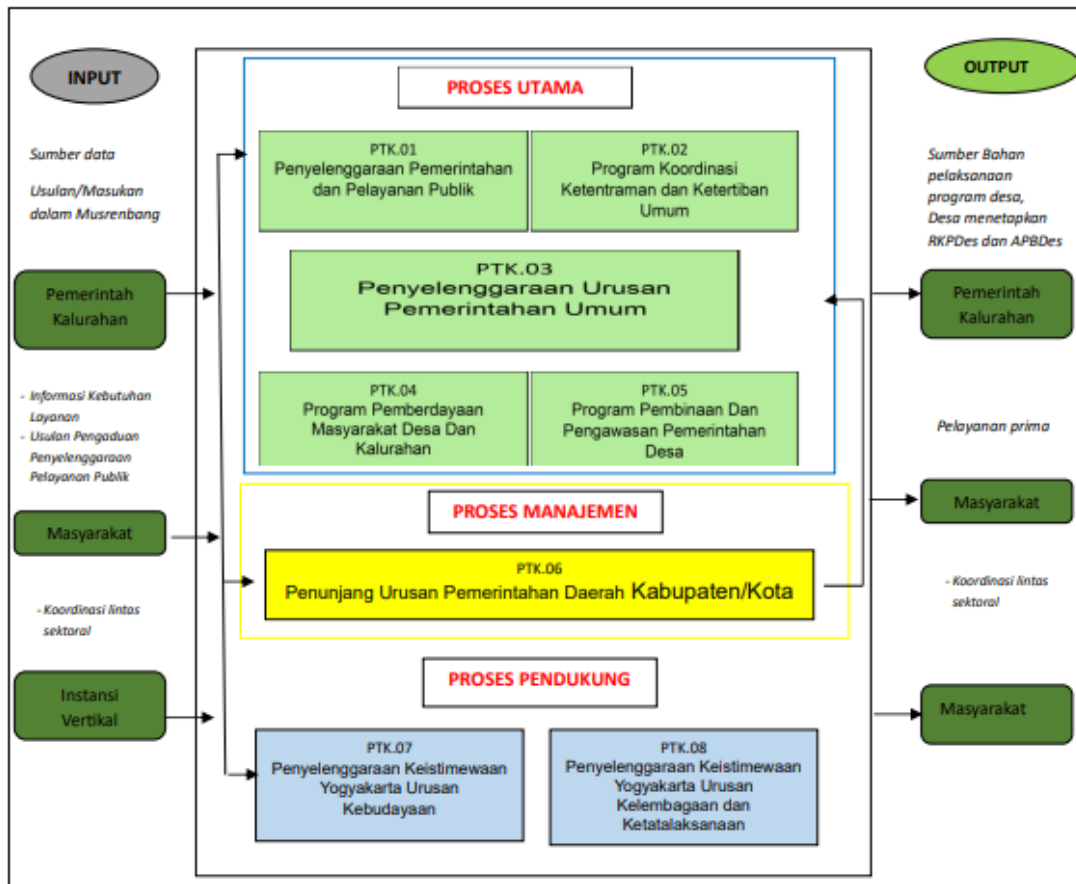 INPUT
Sumber data
Usulan/Masukan
dalam Musrenbang
Pemerintah
Kalurahan
- Informasi Kebutuhan
Layanan
- Usulan Pengaduan
Penyelenggaraan
Pelayanan Publik
Masyarakat
- Koordinasi lintas
sektoral
Instansi
Vertikal
PROSES UTAMA
PTK.01
Penyelenggaraan Pemerintahan
dan Pelayanan Publik
PTK.02
Program Koordinasi
Ketentraman dan Ketertiban
Umum
PTK.03
Penyelenggaraan Urusan
Pemerintahan Umum
PTK.04
Program Pemberdayaan
Masyarakat Desa Dan
Kalurahan
PTK.05
Program Pembinaan Dan
Pengawasan Pemerintahan
Desa
PROSES MANAJEMEN
PTK.06
Penunjang Urusan Pemerintahan Daerah Kabupaten/Kota
PROSES PENDUKUNG
PTK.07
Penyelenggaraan Keistimewaan
Yogyakarta Urusan
Kebudayaan
PTK.08
Penyelenggaraan Keistimewaan
Yogyakarta Urusan
Kelembagaan dan
Ketatalaksanaan
OUTPUT
Sumber Bahan
pelaksanaan
program desa,
Desa menetapkan
RKPDes dan APBDes
Pemerintah
Kalurahan
Pelayanan prima
Masyarakat
- Koordinasi lintas
sektoral
Masyarakat